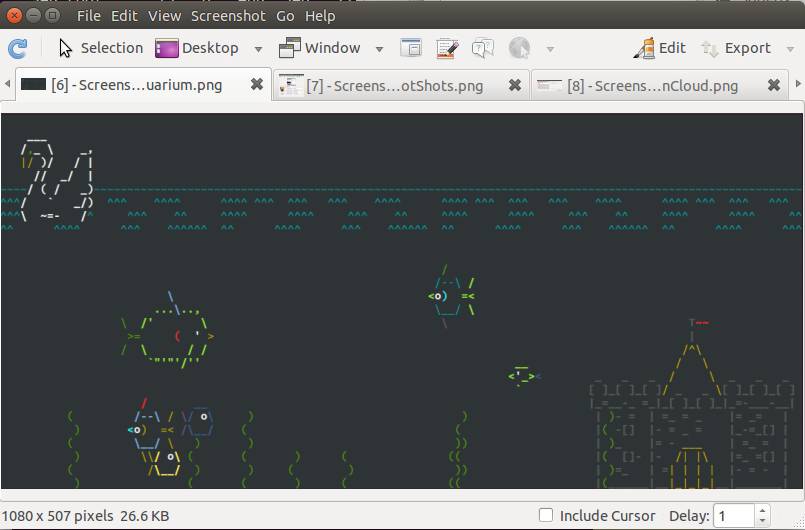 File Edit View Screenshot Go Help
Selection Desktop Window Edit Export
[6] - Screens...uarium.png [7] - Screens...otShots.png [8] - Screens...nCloud.png
1080 x 507 pixels 26.6 KB Include Cursor Delay: 1